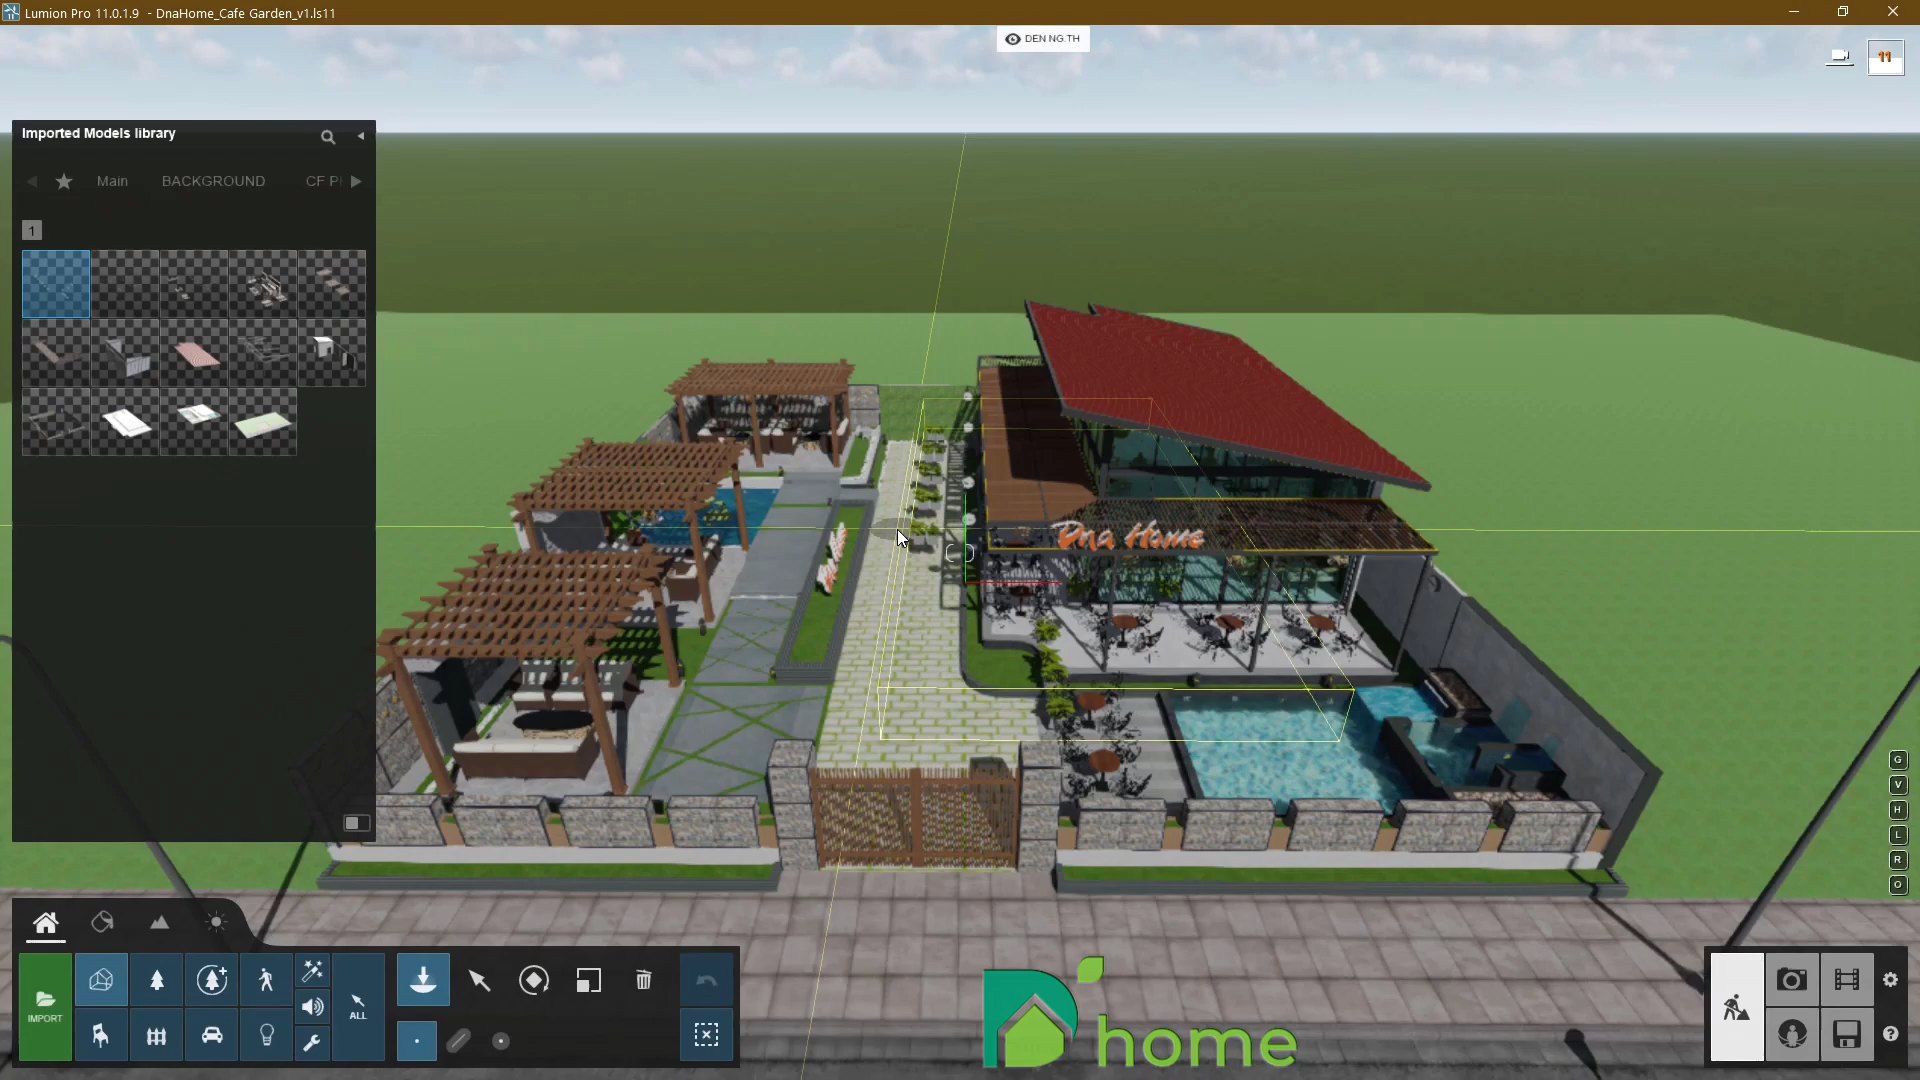 Lumion Pro 11.0.1.9 - DnaHome_Cafe Garden_v1.ls11
DEN NG.TH
11
Imported Models library
Main
BACKGROUND
CF P
1
Dna Home
G
V
H
L
R
O
IMPORT
ALL
home
?